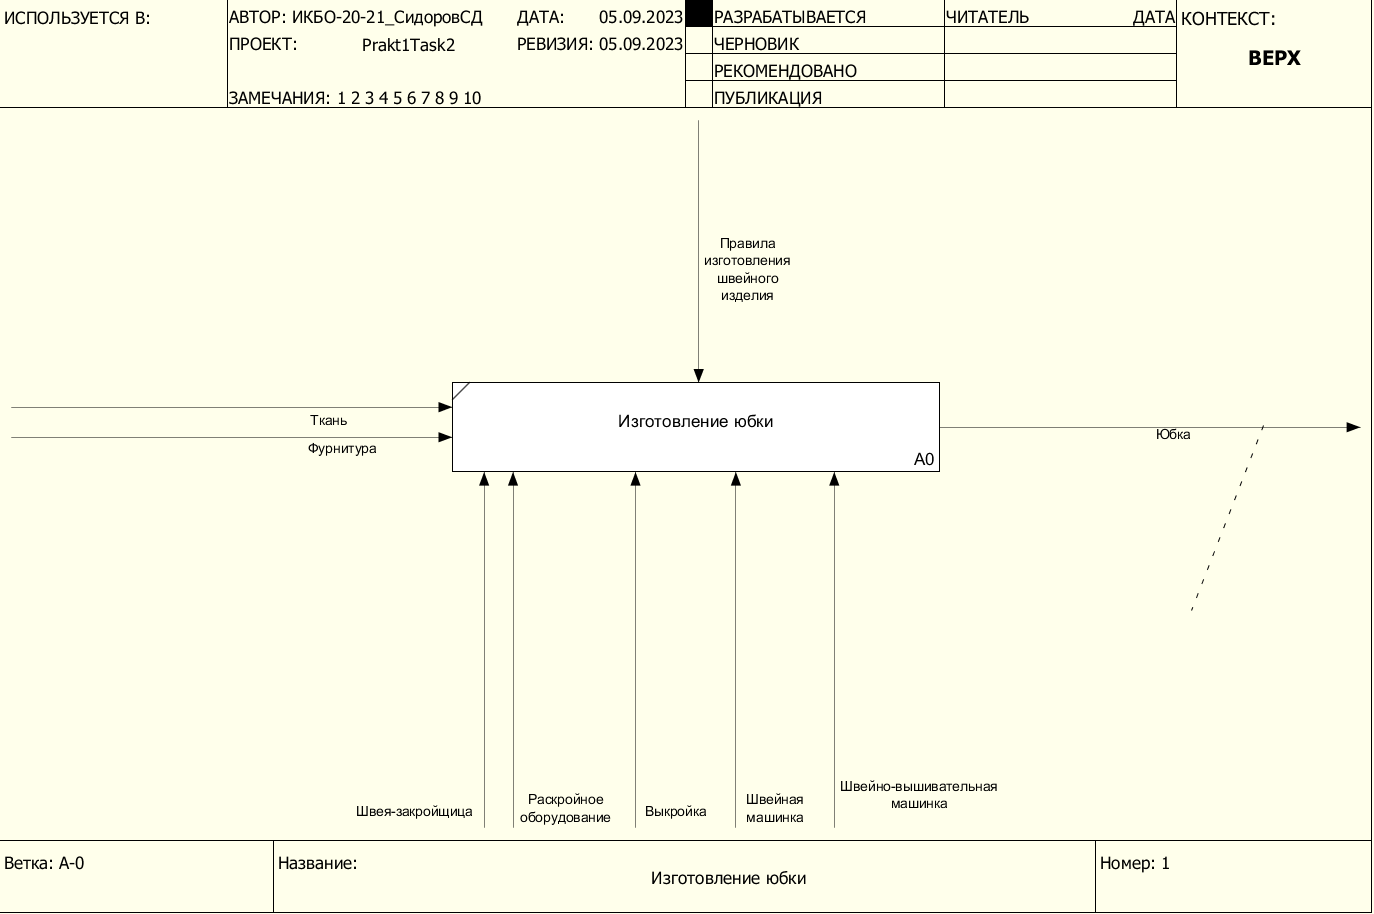 ИСПОЛЬЗУЕТСЯ В:
АВТОР: ИКБО-20-21_СидоровСД
ДАТА: 05.09.2023
ПРОЕКТ: Prakt1Task2
РЕВИЗИЯ: 05.09.2023
ЗАМЕЧАНИЯ: 1 2 3 4 5 6 7 8 9 10
РАЗРАБАТЫВАЕТСЯ
ЧЕРНОВИК
РЕКОМЕНДОВАНО
ПУБЛИКАЦИЯ
ЧИТАТЕЛЬ ДАТА
КОНТЕКСТ:
ВЕРХ
Правила
изготовления
швейного
изделия
Ткань
Фурнитура
Изготовление юбки
A0
Юбка
Швея-закройщица
Раскройное
оборудование
Выкройка
Швейная
машинка
Швейно-вышивательная
машинка
Ветка: A-0
Название:
Изготовление юбки
Номер: 1